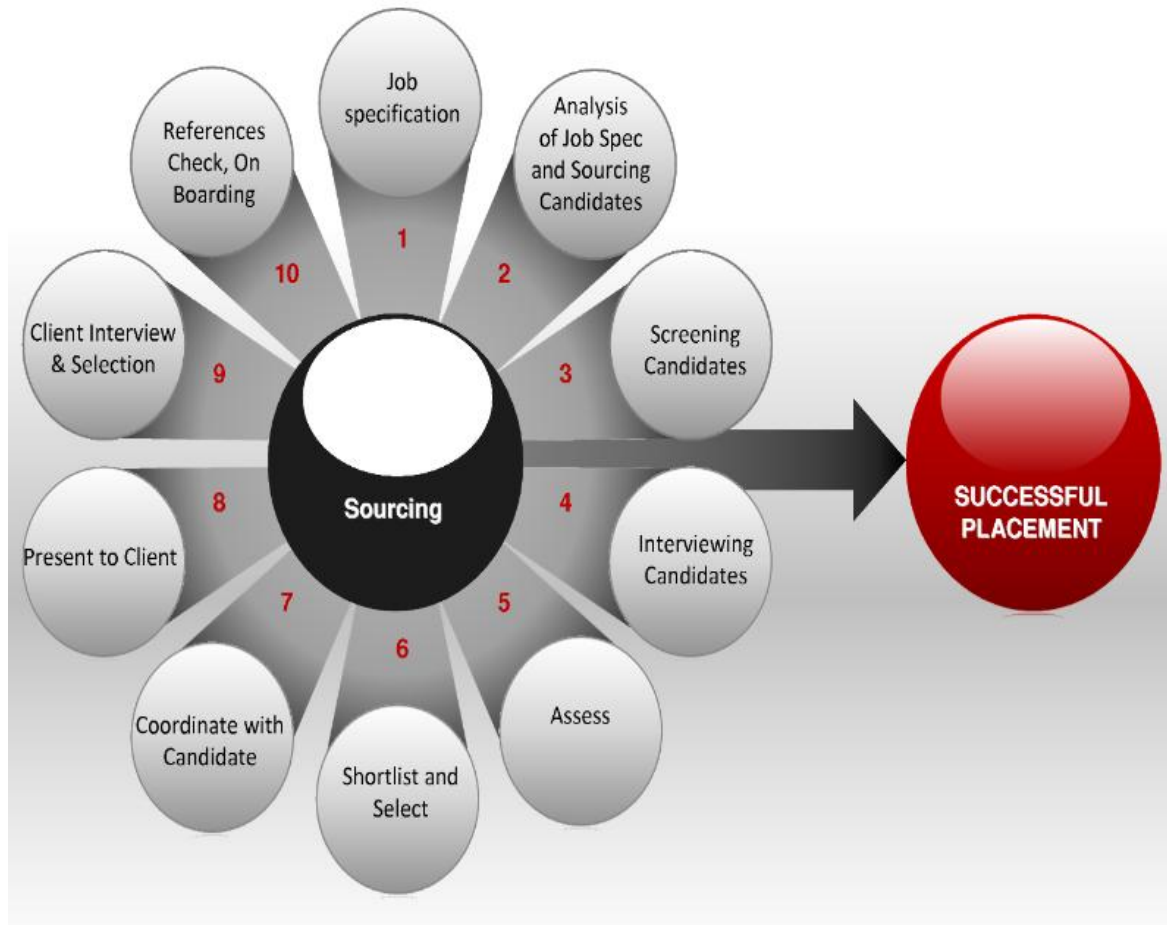 Job
specification
1
Analysis
of Job Spec
and Sourcing
Candidates
2
Screening
Candidates
3
Interviewing
Candidates
4
Assess
5
Shortlist and
Select
6
Coordinate with
Candidate
7
Present to Client
8
Client Interview
& Selection
9
References
Check, On
Boarding
10
Sourcing
SUCCESSFUL
PLACEMENT